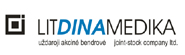 LITDINAMEDIKA
uždaroji akcinė bendrovė joint-stock company ltd.